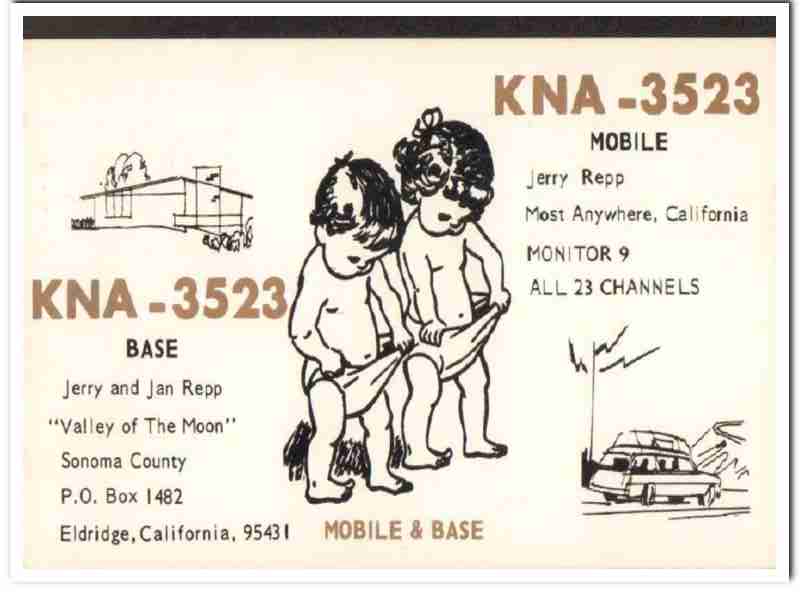 KNA-3523
MOBILE
Jerry Repp
Most Anywhere, California
MONITOR 9
ALL 23 CHANNELS
KNA-3523
BASE
Jerry and Jan Repp
"Valley of The Moon"
Sonoma County
P.O. Box 1482
Eldridge, California, 95431
MOBILE & BASE